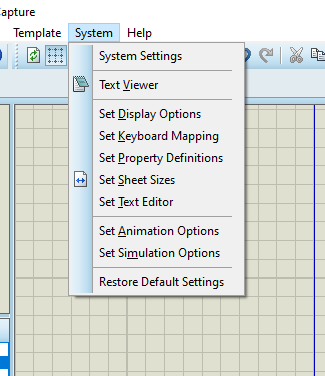 Capture
Template System Help
System Settings
Text Viewer
Set Display Options
Set Keyboard Mapping
Set Property Definitions
Set Sheet Sizes
Set Text Editor
Set Animation Options
Set Simulation Options
Restore Default Settings